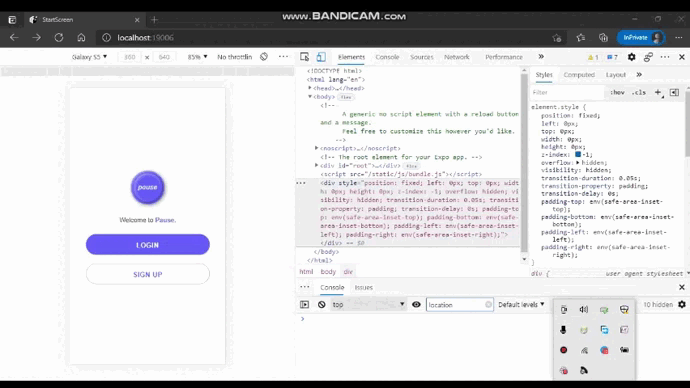 www.BANDICAM.com
StartScreen
localhost:19006
InPrivate
Galaxy S5
360
640
85%
No throttlin
Elements
Console
Sources
Network
Performance
1
7
<!DOCTYPE html>
<html lang="en">
<head>…</head>
<body> flex
<!--
A generic no script element with a reload button
and a message.
Feel free to customize this however you'd like.
-->
<noscript>…</noscript>
<!-- The root element for your Expo app. -->
<div id="root">…</div>
<script src="/static/js/bundle.js"></script>
<div style="position: fixed; left: 0px; top: 0px; widt
h: 0px; height: 0px; z-index: -1; overflow: hidden; vi
sibility: hidden; transition-duration: 0.05s; transiti
on-property: padding; transition-delay: 0s; padding-to
p: env(safe-area-inset-top); padding-bottom: env(safe-
area-inset-bottom); padding-left: env(safe-area-inset-
left); padding-right: env(safe-area-inset-right);">
</div> == $0
</body>
</html>
html
body
div
Styles
Computed
Layout
Filter
:hov
.cls
element.style {
position: fixed;
left: 0px;
top: 0px;
width: 0px;
height: 0px;
z-index: -1;
overflow: hidden;
visibility: hidden;
transition-duration: 0.05s;
transition-property: padding;
transition-delay: 0s;
padding-top: env(safe-area-inset-
top);
padding-bottom: env(safe-area-
inset-bottom);
padding-left: env(safe-area-inset-
left);
padding-right: env(safe-area-inset-
right);
}
div {
user agent stylesheet
pause
Welcome to Pause.
LOGIN
SIGN UP
Console
Issues
top
location
Default levels
10 hidden